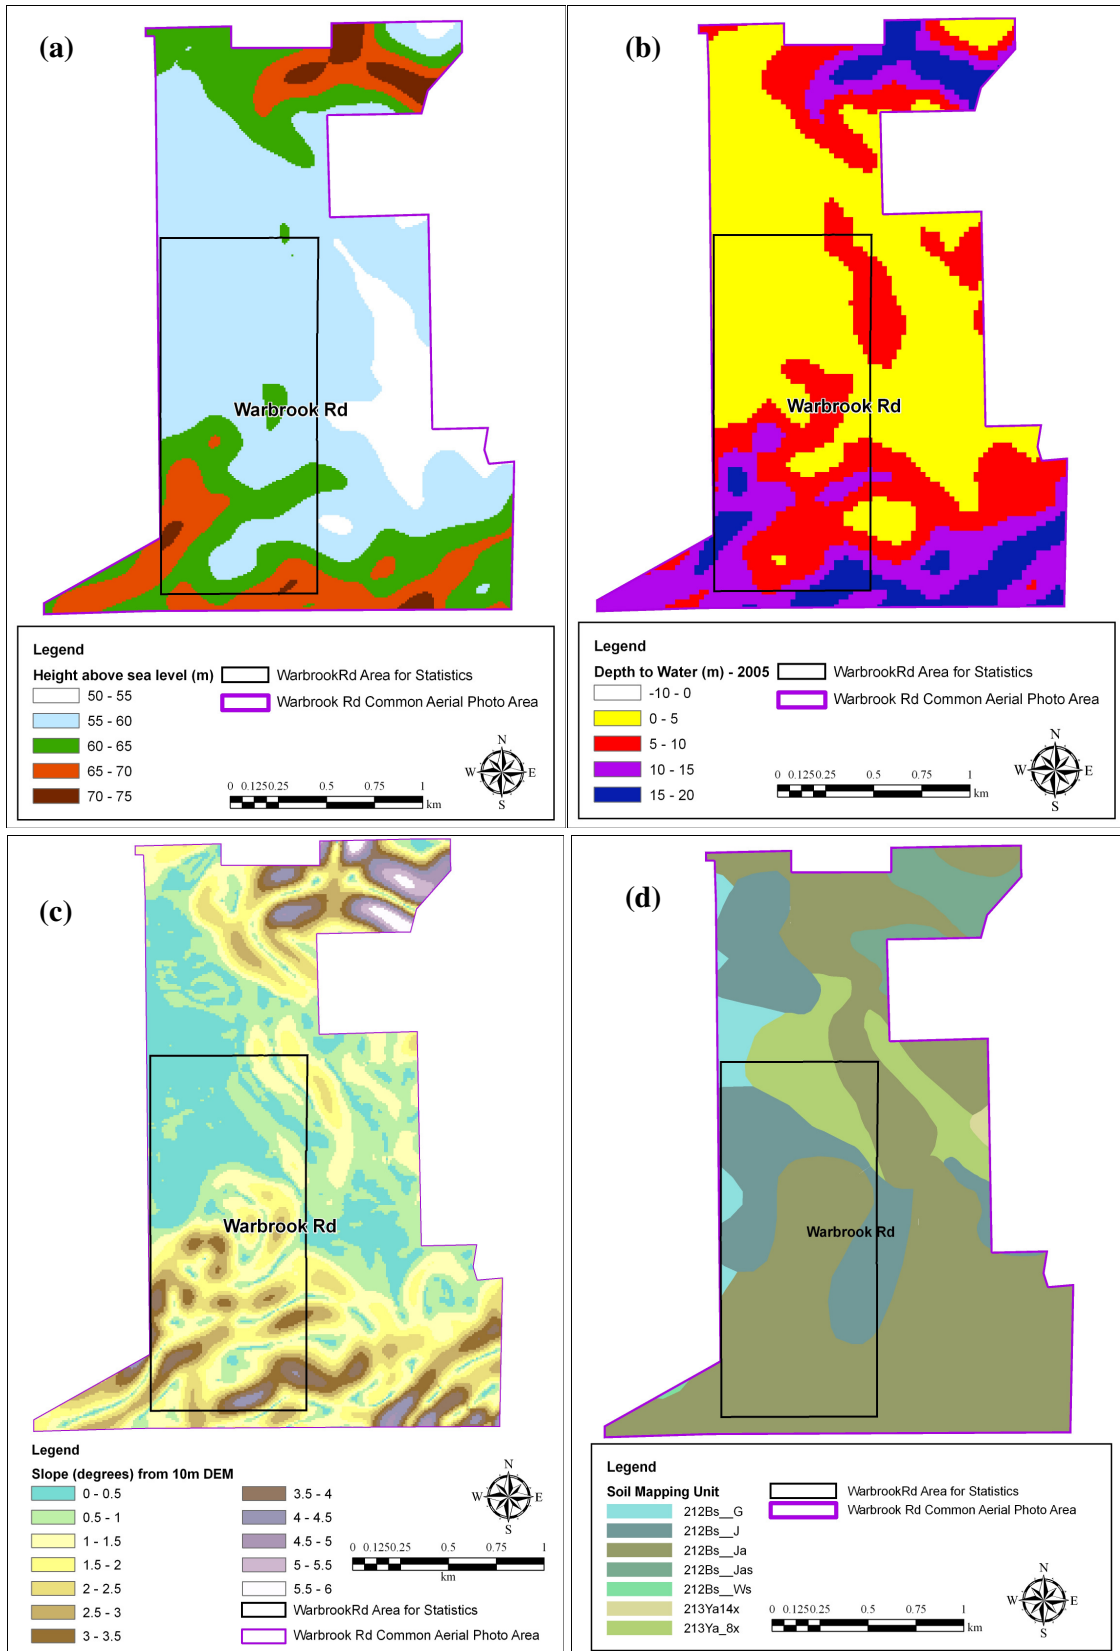 (a)
Warbrook Rd
Legend
Height above sea level (m)
50 - 55
55 - 60
60 - 65
65 - 70
70 - 75
WarbrookRd Area for Statistics
Warbrook Rd Common Aerial Photo Area
N
W E
S
0 0.125 0.25 0.5 0.75 1
km
(b)
Warbrook Rd
Legend
Depth to Water (m) - 2005
-10 - 0
0 - 5
5 - 10
10 - 15
15 - 20
WarbrookRd Area for Statistics
Warbrook Rd Common Aerial Photo Area
N
W E
S
0 0.125 0.25 0.5 0.75 1
km
(c)
Warbrook Rd
Legend
Slope (degrees) from 10m DEM
0 - 0.5
0.5 - 1
1 - 1.5
1.5 - 2
2 - 2.5
2.5 - 3
3 - 3.5
3.5 - 4
4 - 4.5
4.5 - 5
5 - 5.5
5.5 - 6
WarbrookRd Area for Statistics
Warbrook Rd Common Aerial Photo Area
N
W E
S
0 0.125 0.25 0.5 0.75 1
km
(d)
Warbrook Rd
Legend
Soil Mapping Unit
212Bs__G
212Bs__J
212Bs__Ja
212Bs__Jas
212Bs__Ws
213Ya14x
213Ya_8x
WarbrookRd Area for Statistics
Warbrook Rd Common Aerial Photo Area
N
W E
S
0 0.125 0.25 0.5 0.75 1
km